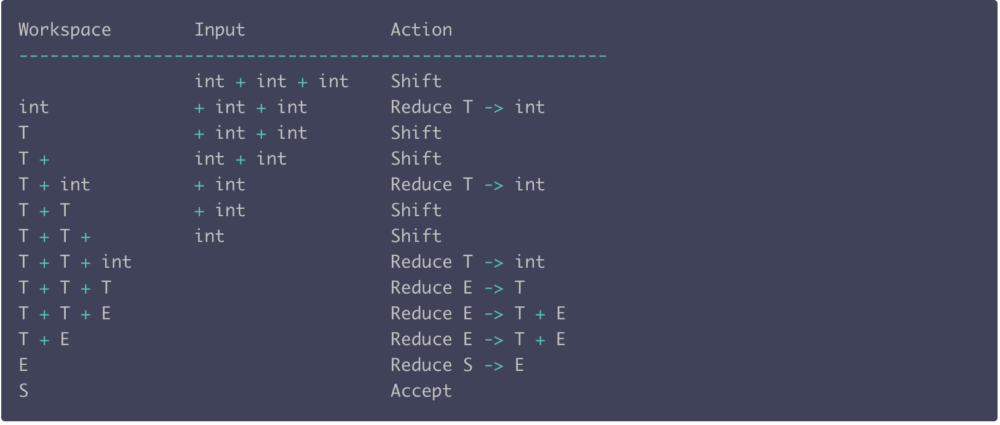 Workspace        Input              Action
---------------------------------------------------------
                 int + int + int    Shift
int              + int + int        Reduce T -> int
T                + int + int        Shift
T +              int + int          Shift
T + int          + int              Reduce T -> int
T + T            + int              Shift
T + T +          int                Shift
T + T + int                         Reduce T -> int
T + T + T                           Reduce E -> T
T + T + E                           Reduce E -> T + E
T + E                               Reduce E -> T + E
E                                   Reduce S -> E
S                                   Accept